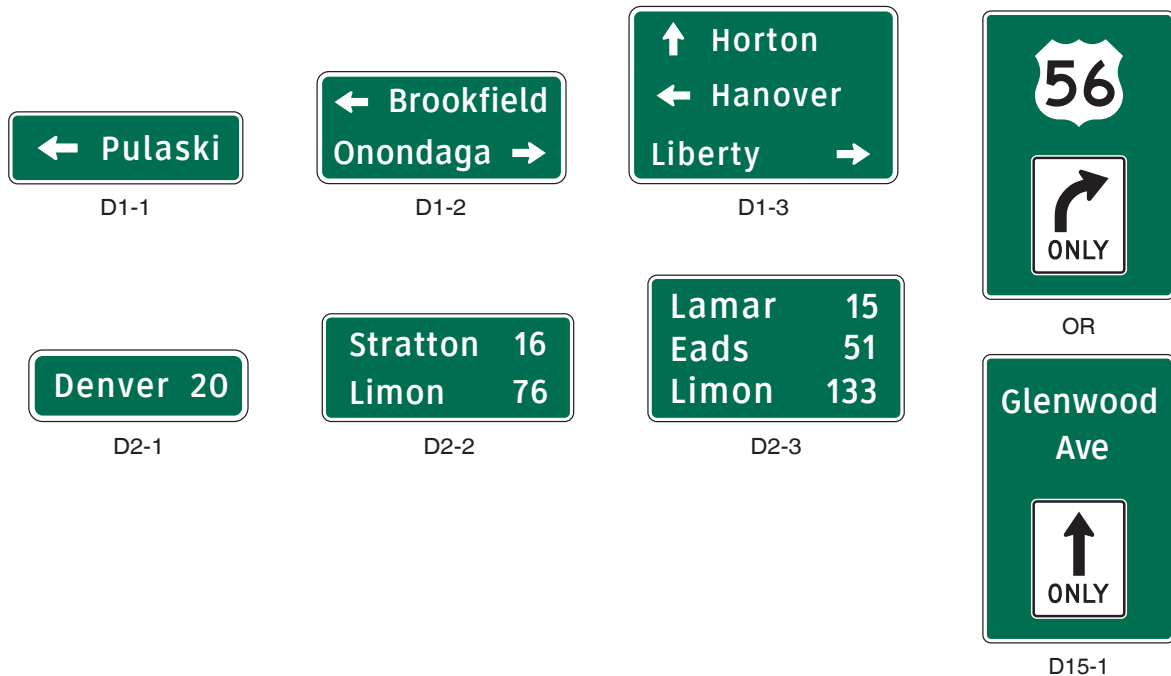 ← Pulaski
D1-1
← Brookfield
Onondaga →
D1-2
↑ Horton
← Hanover
Liberty →
D1-3
56
ONLY
OR
Denver 20
D2-1
Stratton 16
Limon 76
D2-2
Lamar 15
Eads 51
Limon 133
D2-3
Glenwood
Ave
ONLY
D15-1